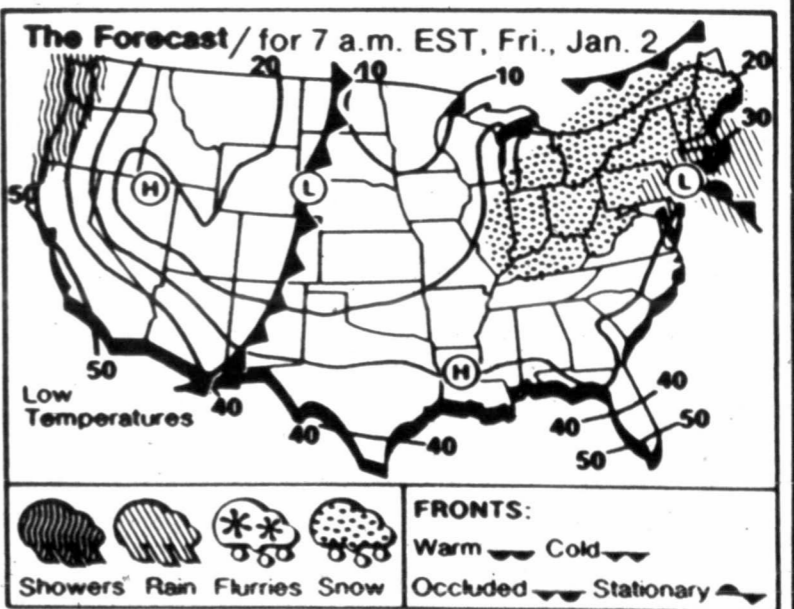 The Forecast / for 7 a.m. EST, Fri., Jan. 2
20
10
10
20
30
50
H
L
L
50
H
Low
Temperatures
40
40
40
40
40
50
50
Showers Rain Flurries Snow
FRONTS:
Warm Cold
Occluded Stationary